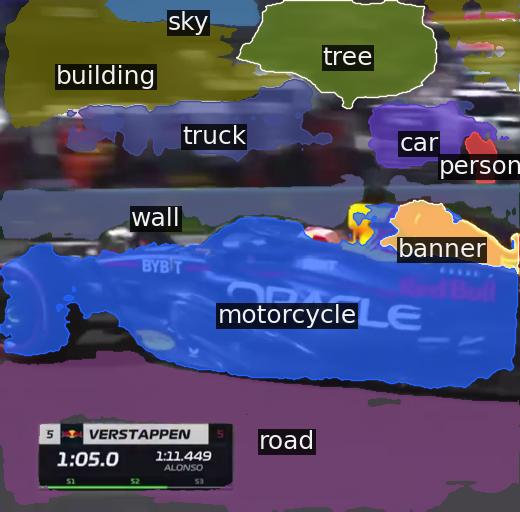 sky
tree
building
truck
car
person
wall
banner
BYBIT
Red Bull
ORACLE
motorcycle
road
5 VERSTAPPEN 5
1:05.0 1:11.449
ALONSO
S1 S2 S3